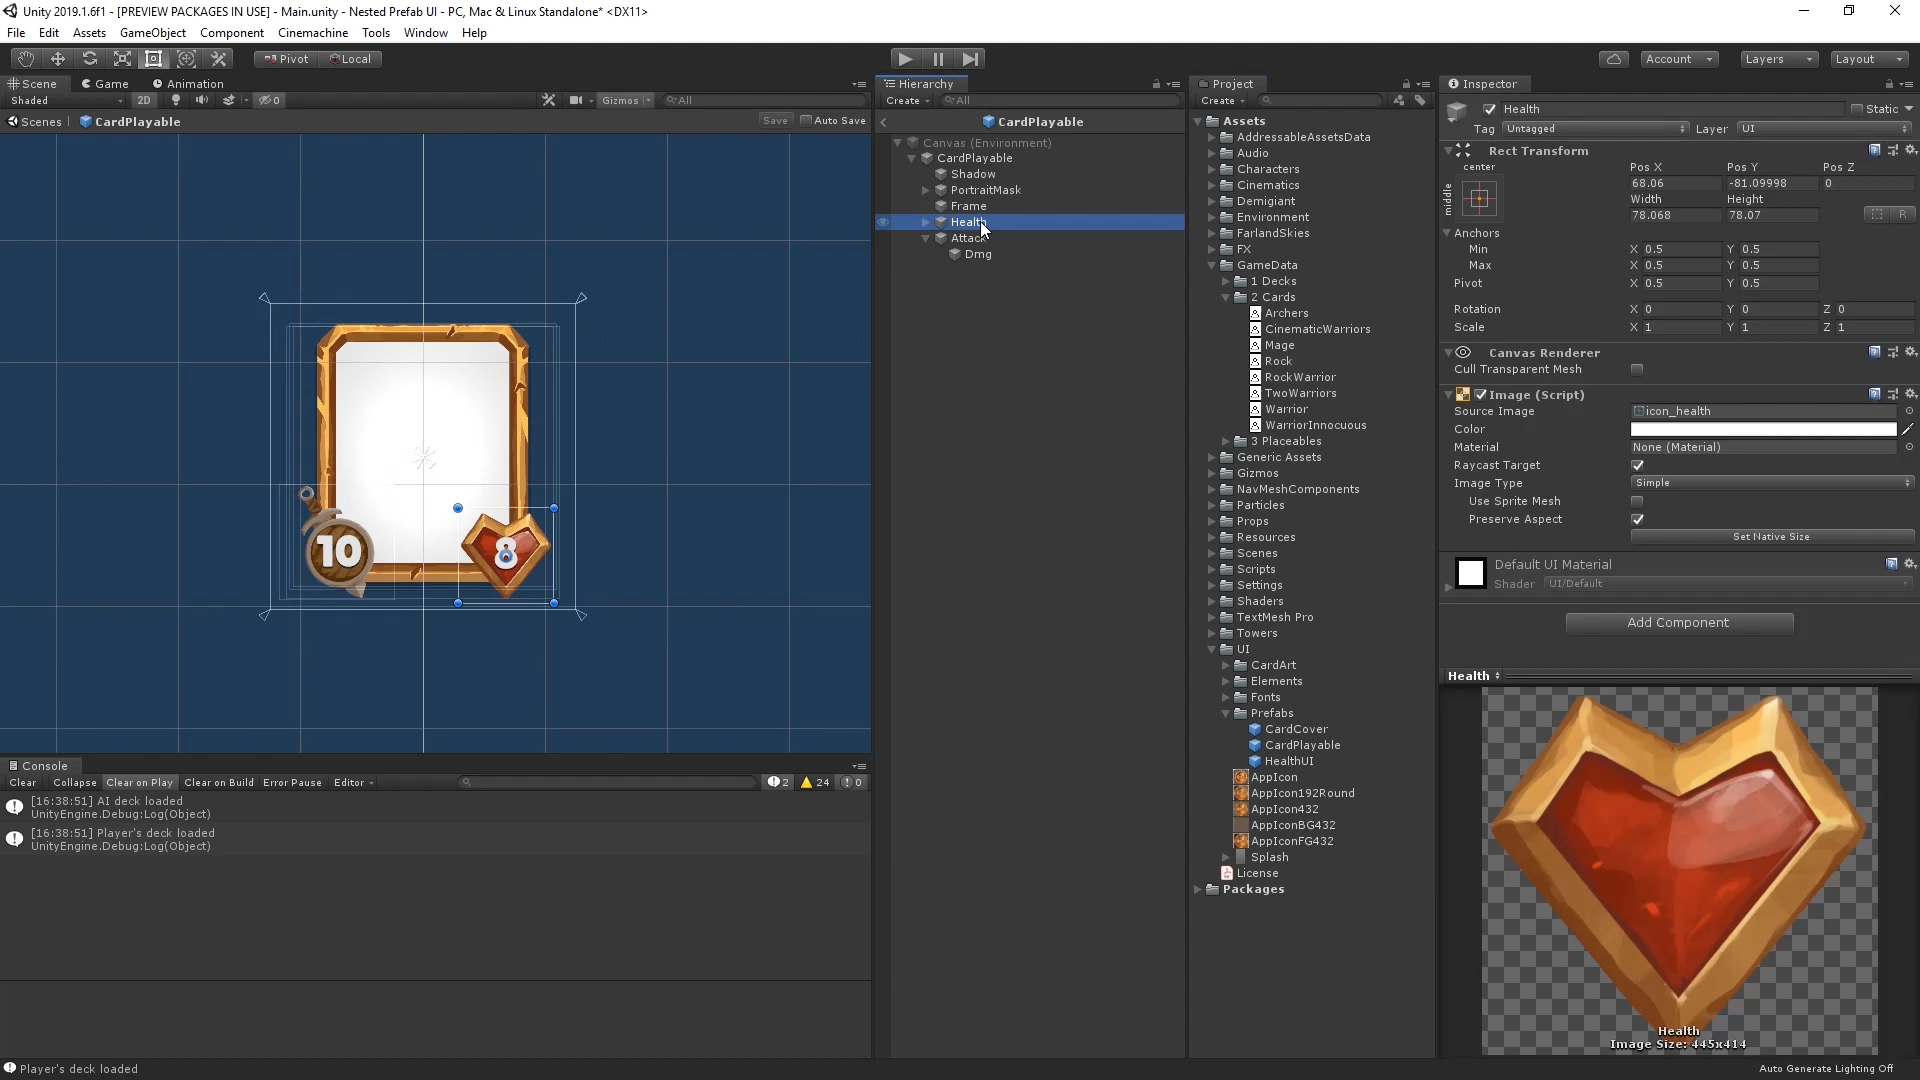 Unity 2019.1.6f1 - [PREVIEW PACKAGES IN USE] - Main.unity - Nested Prefab UI - PC, Mac & Linux Standalone* <DX11>
File Edit Assets GameObject Component Cinemachine Tools Window Help
Pivot Local Account Layers Layout
Scene Game Animation
Shaded 2D 0 Gizmos All
Scenes CardPlayable Save Auto Save
10
8
Console
Clear Collapse Clear on Play Clear on Build Error Pause Editor 2 24 0
[16:38:51] AI deck loaded
UnityEngine.Debug:Log(Object)
[16:38:51] Player's deck loaded
UnityEngine.Debug:Log(Object)
Player's deck loaded
Hierarchy
Create All
CardPlayable
Canvas (Environment)
CardPlayable
Shadow
PortraitMask
Frame
Health
Attack
Dmg
Project
Create
Assets
AddressableAssetsData
Audio
Characters
Cinematics
Demigiant
Environment
FarlandSkies
FX
GameData
1 Decks
2 Cards
Archers
CinematicWarriors
Mage
Rock
RockWarrior
TwoWarriors
Warrior
WarriorInnocuous
3 Placeables
Generic Assets
Gizmos
NavMeshComponents
Particles
Props
Resources
Scenes
Scripts
Settings
Shaders
TextMesh Pro
Towers
UI
CardArt
Elements
Fonts
Prefabs
CardCover
CardPlayable
HealthUI
AppIcon
AppIcon192Round
AppIcon432
AppIconBG432
AppIconFG432
Splash
License
Packages
Inspector
Health Static
Tag Untagged Layer UI
Rect Transform
center Pos X Pos Y Pos Z
middle 68.06 -81.09998 0
Width Height
78.068 78.07 R
Anchors
Min X 0.5 Y 0.5
Max X 0.5 Y 0.5
Pivot X 0.5 Y 0.5
Rotation X 0 Y 0 Z 0
Scale X 1 Y 1 Z 1
Canvas Renderer
Cull Transparent Mesh
Image (Script)
Source Image icon_health
Color
Material None (Material)
Raycast Target
Image Type Simple
Use Sprite Mesh
Preserve Aspect
Set Native Size
Default UI Material
Shader UI/Default
Add Component
Health
Health
Image Size: 445x414
Auto Generate Lighting Off